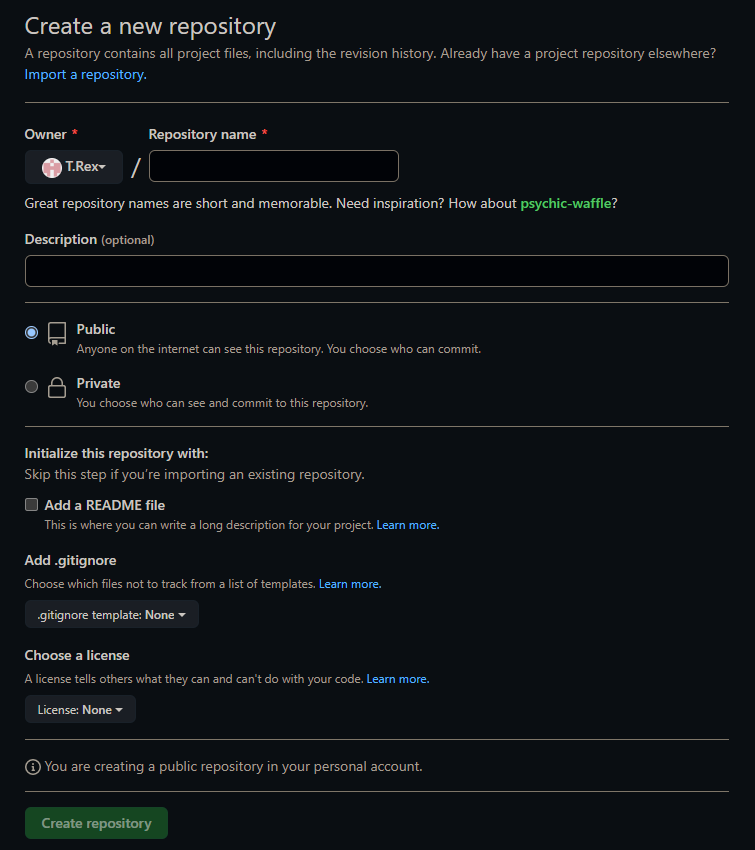 Create a new repository
A repository contains all project files, including the revision history. Already have a project repository elsewhere?
Import a repository.
Owner * Repository name *
T.Rex /
Great repository names are short and memorable. Need inspiration? How about psychic-waffle?
Description (optional)
Public
Anyone on the internet can see this repository. You choose who can commit.
Private
You choose who can see and commit to this repository.
Initialize this repository with:
Skip this step if you're importing an existing repository.
Add a README file
This is where you can write a long description for your project. Learn more.
Add .gitignore
Choose which files not to track from a list of templates. Learn more.
.gitignore template: None
Choose a license
A license tells others what they can and can't do with your code. Learn more.
License: None
You are creating a public repository in your personal account.
Create repository